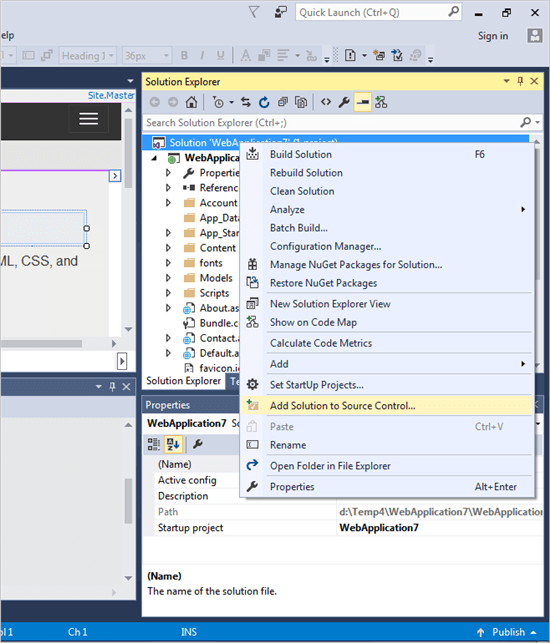 Quick Launch (Ctrl+Q)
elp
Sign in
Heading 1
36px
B I U
Solution Explorer
Site.Master
Search Solution Explorer (Ctrl+;)
Solution 'WebApplication7' (1 project)
WebApplica
Propertie
Reference
Account
App_Data
App_Star
Content
fonts
Models
Scripts
About.as
Bundle.c
Contact.a
Default.a
favicon.i
ML, CSS, and
Build Solution F6
Rebuild Solution
Clean Solution
Analyze
Batch Build...
Configuration Manager...
Manage NuGet Packages for Solution...
Restore NuGet Packages
New Solution Explorer View
Show on Code Map
Calculate Code Metrics
Add
Set StartUp Projects...
Add Solution to Source Control...
Paste Ctrl+V
Rename
Open Folder in File Explorer
Properties Alt+Enter
Solution Explorer Te
Properties
WebApplication7 So
(Name)
Active config
Description
Path d:\Temp4\WebApplication7\WebApplication
Startup project WebApplication7
(Name)
The name of the solution file.
ol 1 Ch 1 INS Publish